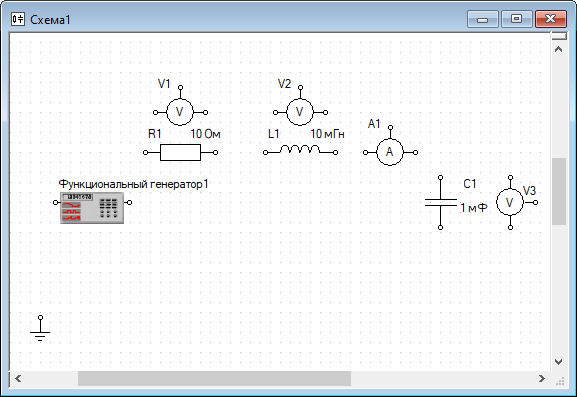 Схема1
V1
V
V2
V
R1 10 Ом
L1 10 мГн
A1
A
Функциональный генератор1
C1
1 мФ
V3
V